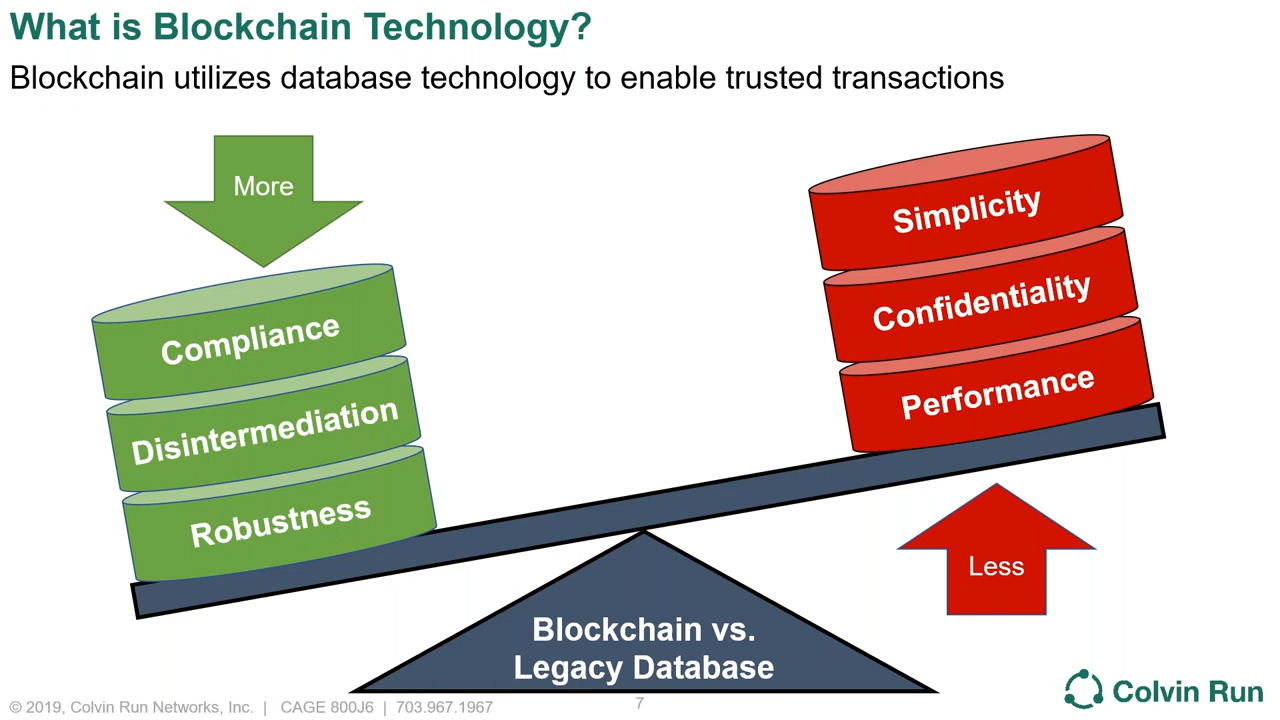 What is Blockchain Technology?
Blockchain utilizes database technology to enable trusted transactions
More
Compliance
Disintermediation
Robustness
Simplicity
Confidentiality
Performance
Less
Blockchain vs.
Legacy Database
© 2019, Colvin Run Networks, Inc. | CAGE 800J6 | 703.967.1967
7
Colvin Run